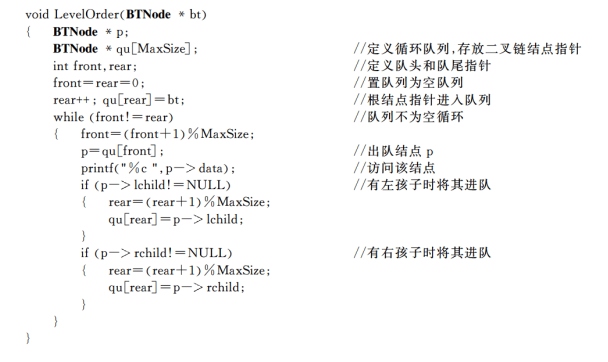 void LevelOrder(BTNode * bt)
{ BTNode * p;
BTNode * qu[MaxSize]; //定义循环队列,存放二叉链结点指针
int front,rear; //定义队头和队尾指针
front=rear=0; //置队列为空队列
rear++; qu[rear]=bt; //根结点指针进入队列
while (front!=rear) //队列不为空循环
{ front=(front+1)%MaxSize;
p=qu[front]; //出队结点 p
printf("%c ",p->data); //访问该结点
if (p->lchild!=NULL) //有左孩子时将其进队
{ rear=(rear+1)%MaxSize;
qu[rear]=p->lchild;
}
if (p->rchild!=NULL) //有右孩子时将其进队
{ rear=(rear+1)%MaxSize;
qu[rear]=p->rchild;
}
}
}